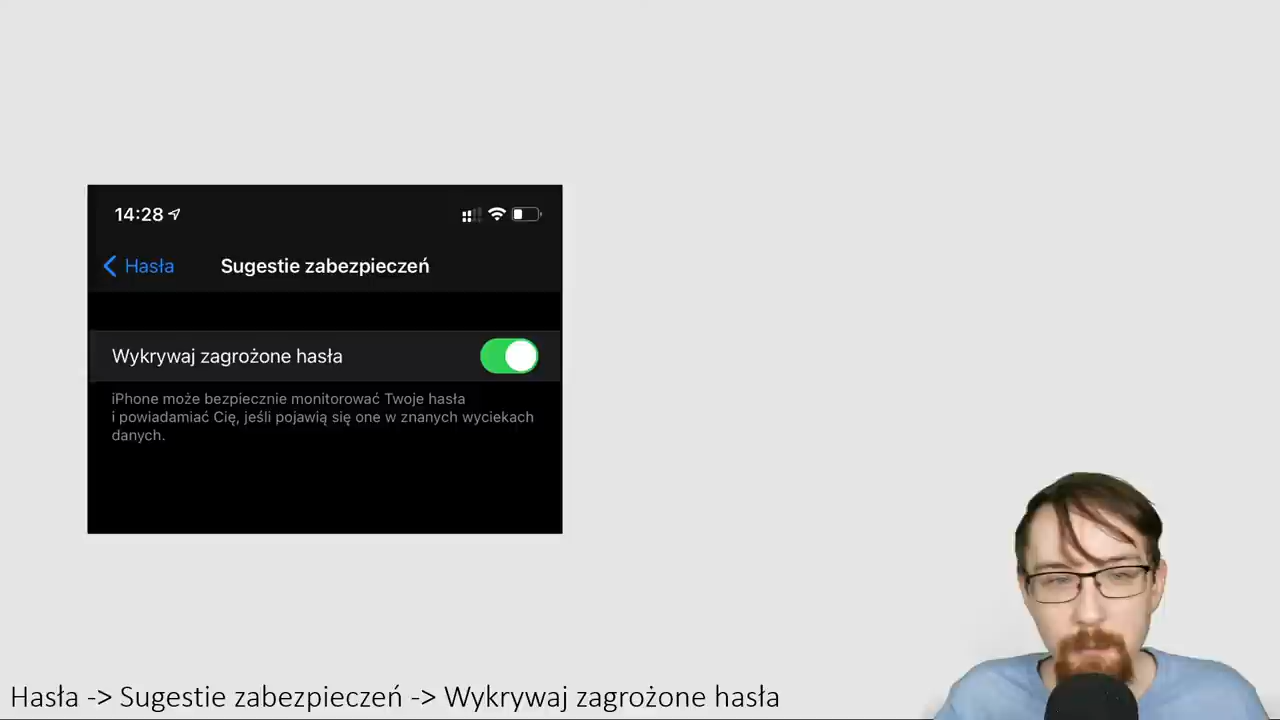 14:28
Hasła
Sugestie zabezpieczeń
Wykrywaj zagrożone hasła
iPhone może bezpiecznie monitorować Twoje hasła
i powiadamiać Cię, jeśli pojawią się one w znanych wyciekach
danych.
Hasła -> Sugestie zabezpieczeń -> Wykrywaj zagrożone hasła